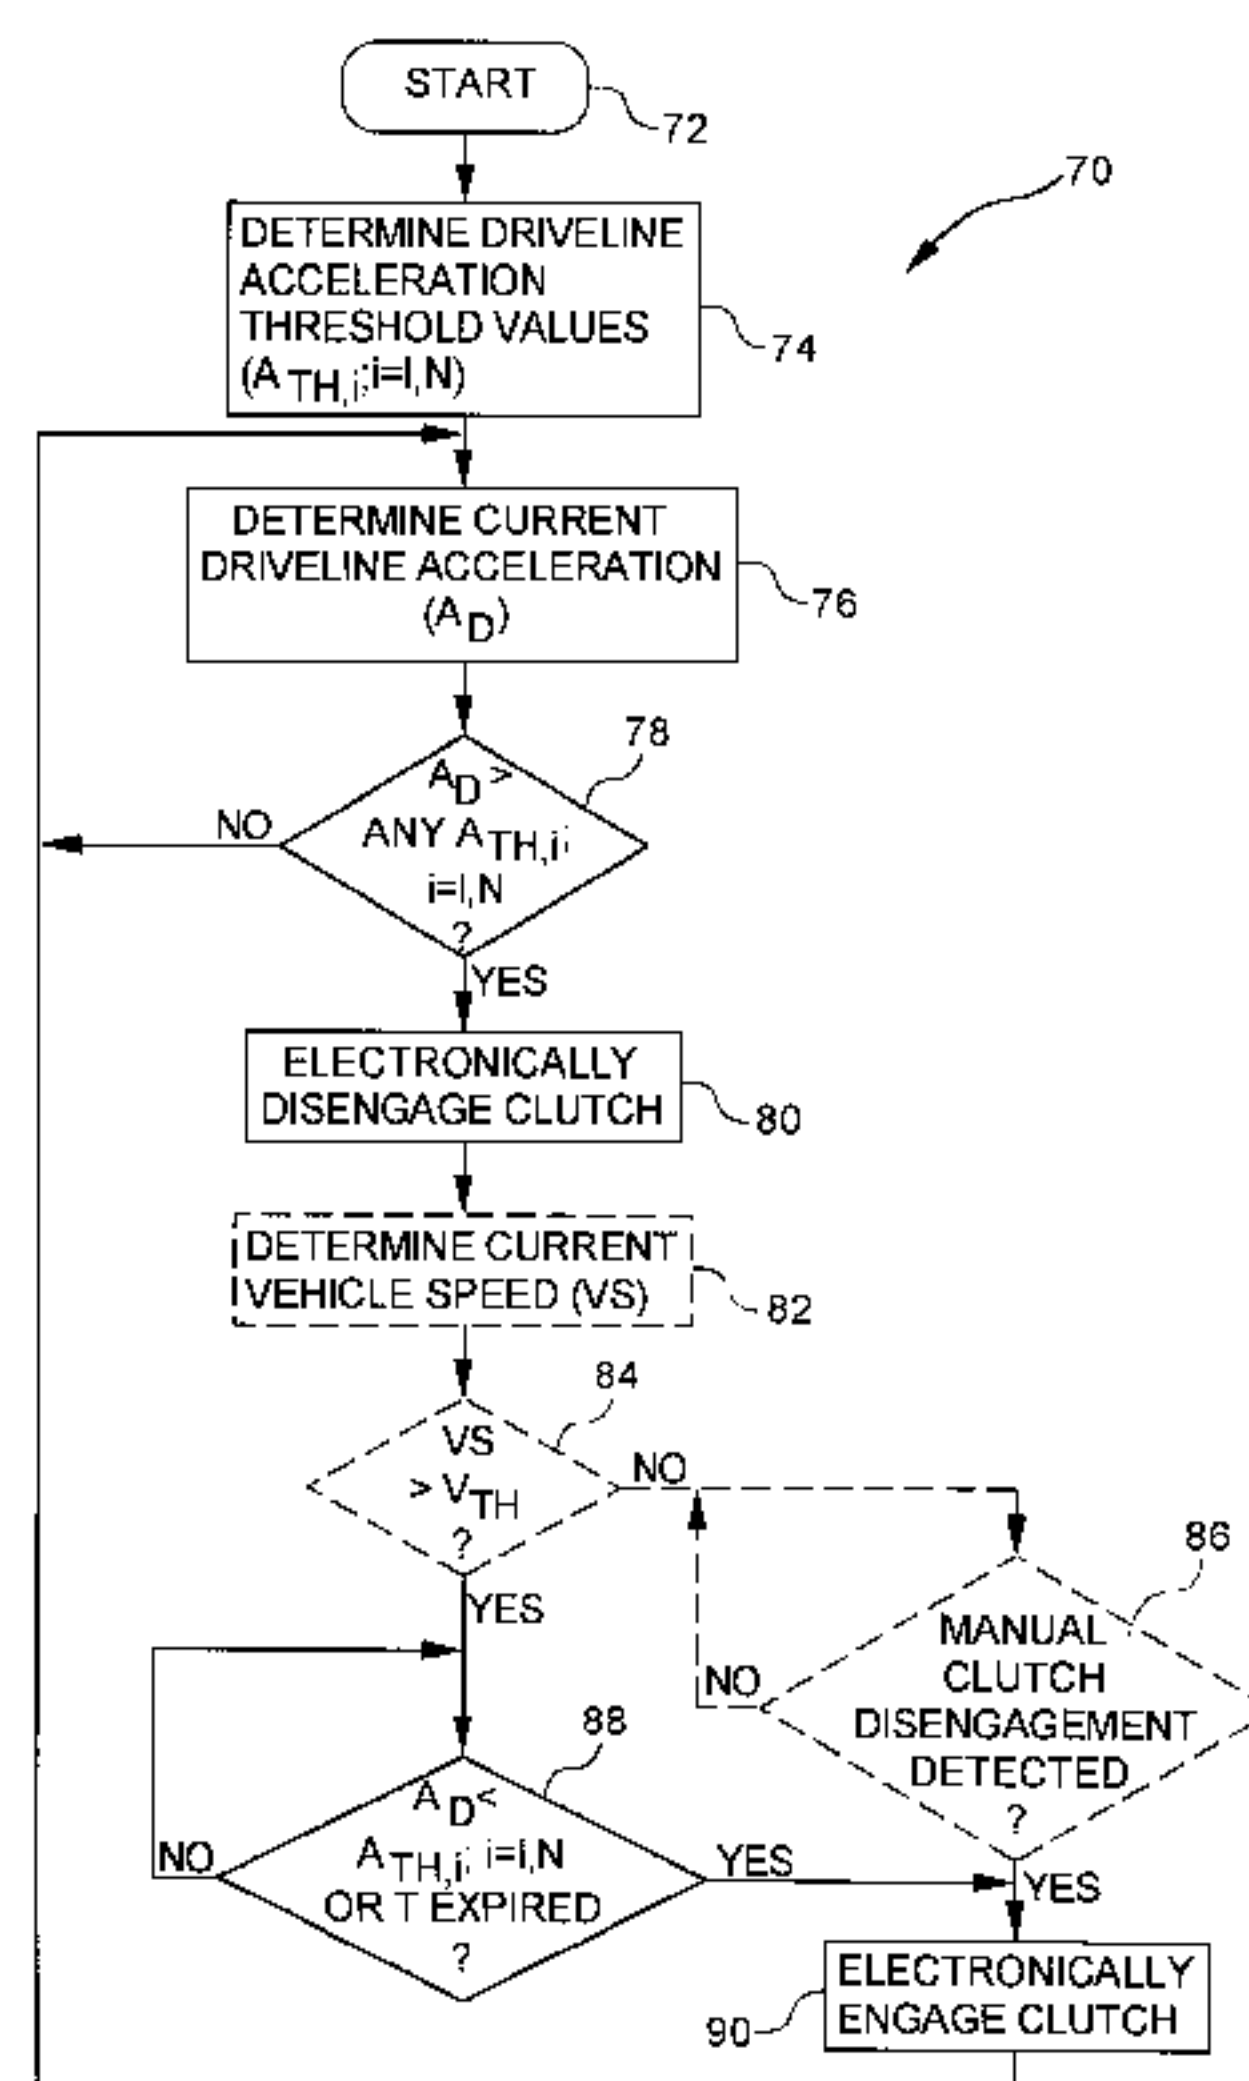 START
72
70
DETERMINE DRIVELINE
ACCELERATION
THRESHOLD VALUES
(A TH,i;i=I,N)
74
DETERMINE CURRENT
DRIVELINE ACCELERATION
(AD)
76
78
AD >
ANY ATH,i;
i=I,N
?
NO
YES
ELECTRONICALLY
DISENGAGE CLUTCH
80
DETERMINE CURRENT
VEHICLE SPEED (VS)
82
84
VS
> VTH
?
NO
YES
86
MANUAL
CLUTCH
DISENGAGEMENT
DETECTED
?
NO
YES
88
AD<
ATH,i; i=I,N
OR T EXPIRED
?
NO
YES
ELECTRONICALLY
ENGAGE CLUTCH
90